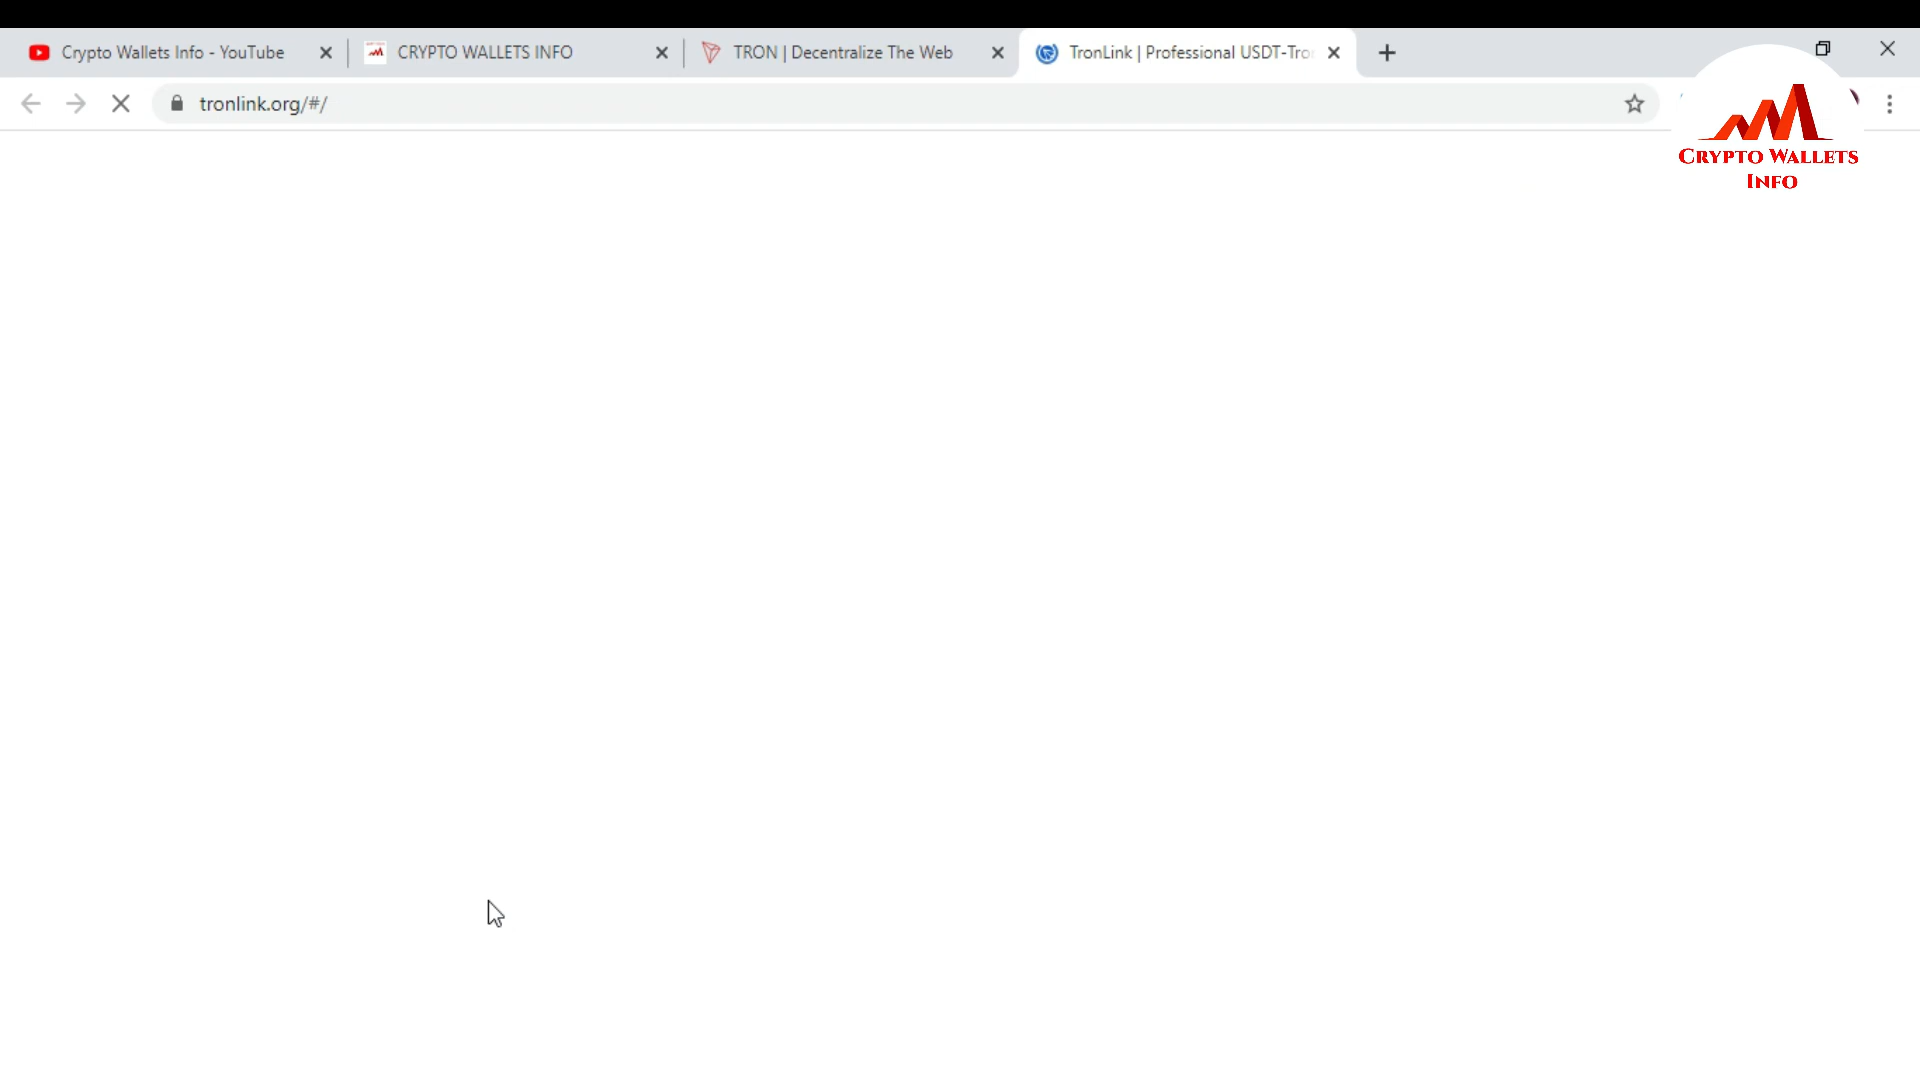 Crypto Wallets Info - YouTube
CRYPTO WALLETS INFO
TRON | Decentralize The Web
TronLink | Professional USDT-Tro
tronlink.org/#/
CRYPTO WALLETS
INFO